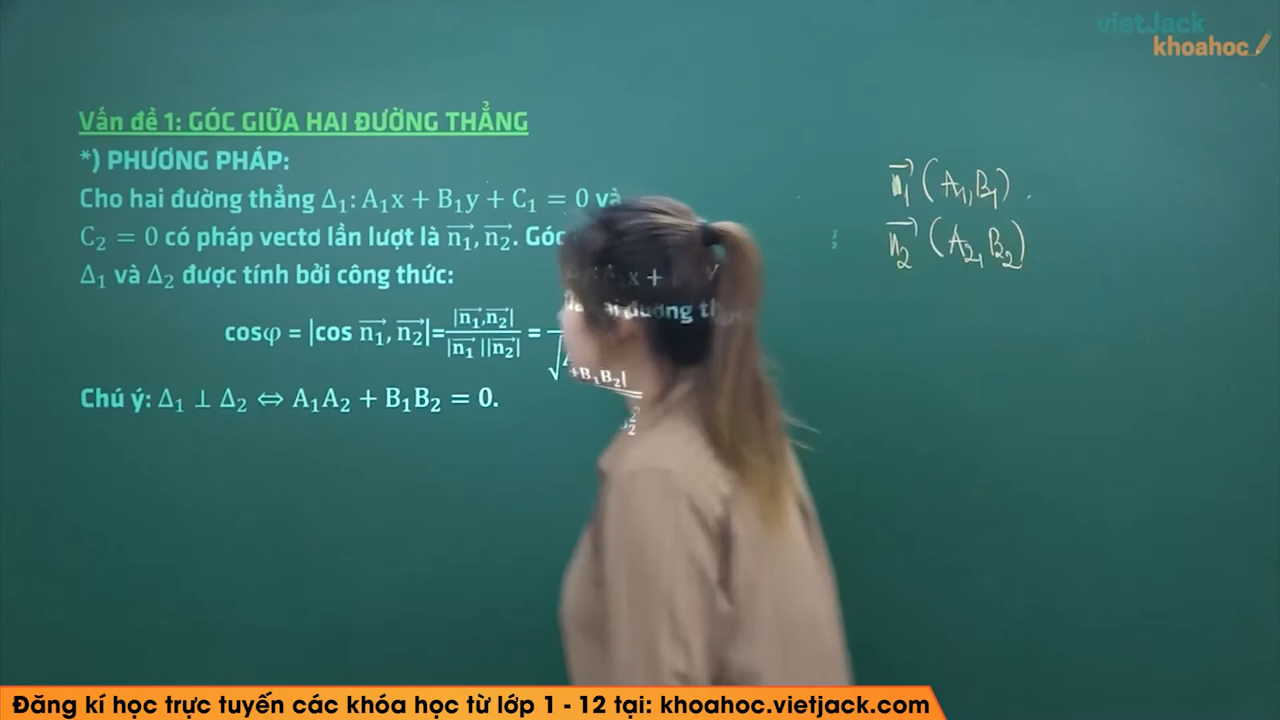 vietJack
khoahoc
Vấn đề 1: GÓC GIỮA HAI ĐƯỜNG THẲNG
*) PHƯƠNG PHÁP:
Cho hai đường thẳng Δ₁: A₁x + B₁y + C₁ = 0 và
C₂ = 0 có pháp vectơ lần lượt là n₁⃗, n₂⃗. Góc
Δ₁ và Δ₂ được tính bởi công thức:
cosφ = |cos n₁⃗, n₂⃗|=|n₁⃗,n₂⃗|/|n₁⃗ ||n₂⃗| =
+B₁B₂|
Chú ý: Δ₁ ⊥ Δ₂ ⇔ A₁A₂ + B₁B₂ = 0.
n₁⃗ (A₁, B₁)
n₂⃗ (A₂, B₂)
Đăng kí học trực tuyến các khóa học từ lớp 1 - 12 tại: khoahoc.vietjack.com